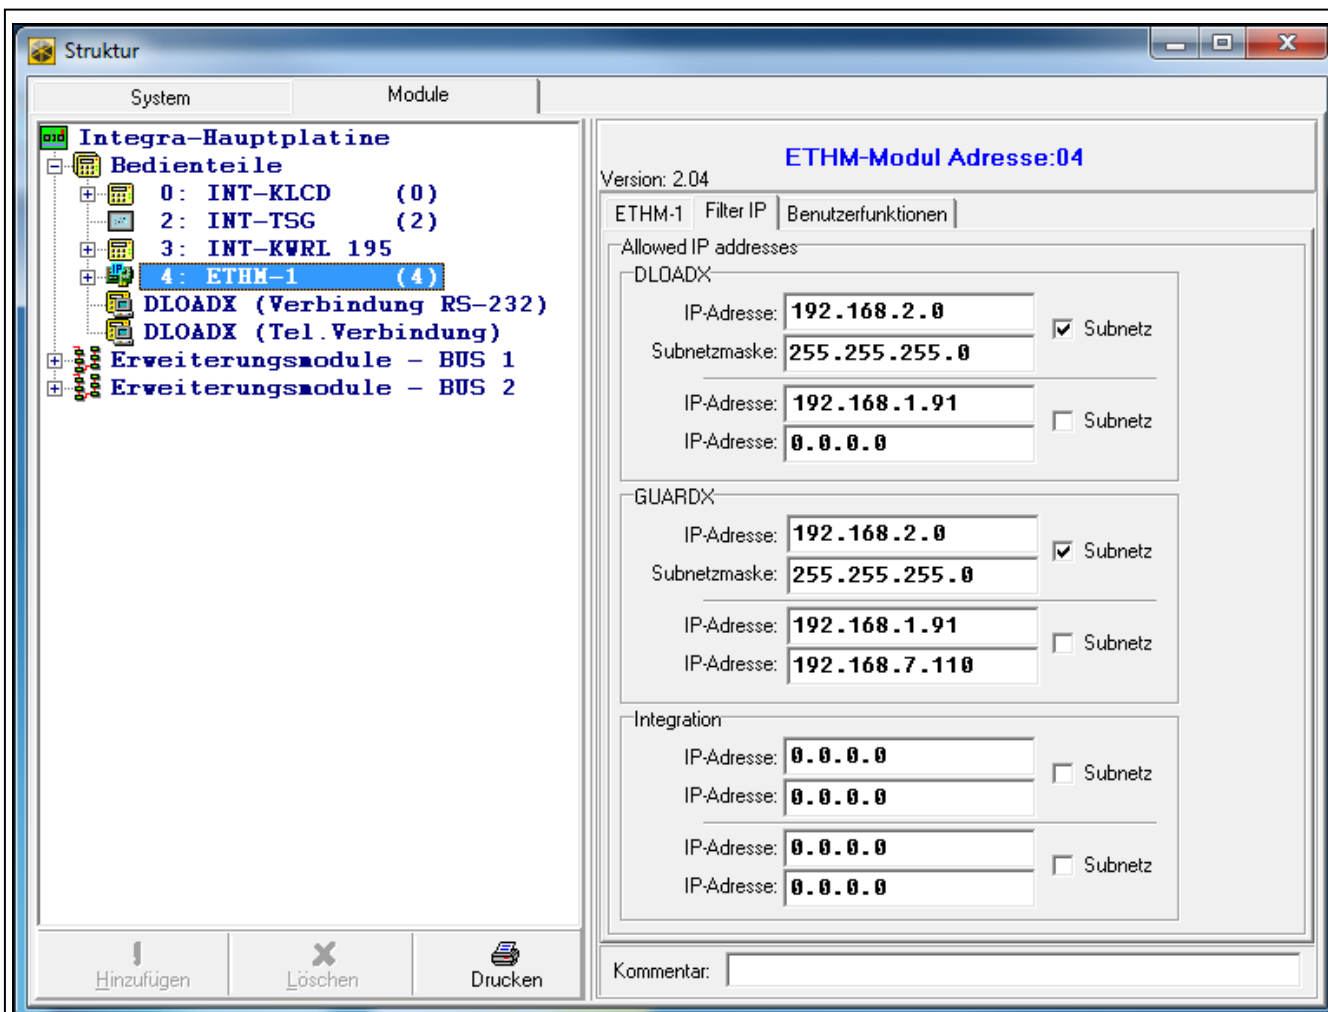 Struktur
System Module
Integra-Hauptplatine
Bedienteile
0: INT-KLCD (0)
2: INT-TSG (2)
3: INT-KWRL 195
4: ETHM-1 (4)
DLOADX (Verbindung RS-232)
DLOADX (Tel.Verbindung)
Erweiterungsmodule - BUS 1
Erweiterungsmodule - BUS 2
Hinzufügen Löschen Drucken
ETHM-Modul Adresse:04
Version: 2.04
ETHM-1 Filter IP Benutzerfunktionen
Allowed IP addresses
DLOADX
IP-Adresse: 192.168.2.0
Subnetz
Subnetzmaske: 255.255.255.0
IP-Adresse: 192.168.1.91
Subnetz
IP-Adresse: 0.0.0.0
GUARDX
IP-Adresse: 192.168.2.0
Subnetz
Subnetzmaske: 255.255.255.0
IP-Adresse: 192.168.1.91
Subnetz
IP-Adresse: 192.168.7.110
Integration
IP-Adresse: 0.0.0.0
Subnetz
IP-Adresse: 0.0.0.0
IP-Adresse: 0.0.0.0
Subnetz
IP-Adresse: 0.0.0.0
Kommentar: